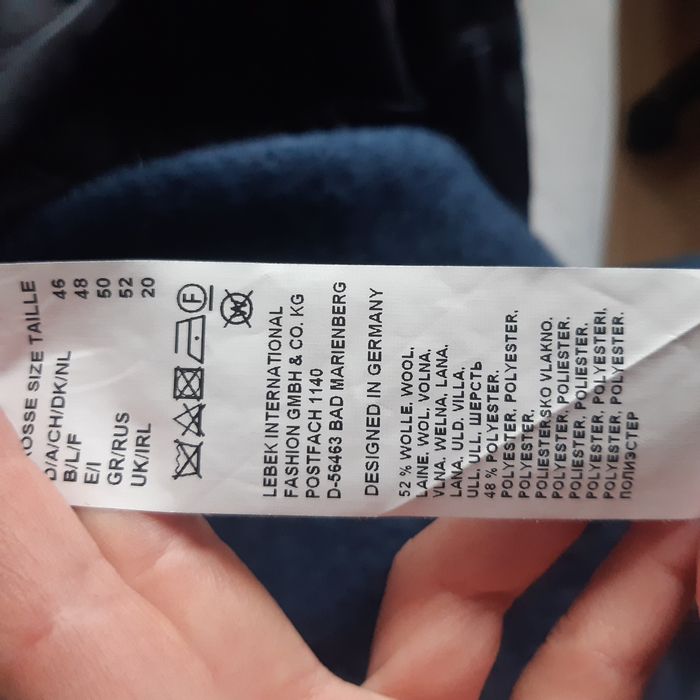 GROSSE SIZE TAILLE
D/A/CH/DK/NL 46
B/L/F 48
E/I 50
GR/RUS 52
UK/IRL 20
F
W
LEBEK INTERNATIONAL
FASHION GMBH & CO. KG
POSTFACH 1140
D-56463 BAD MARIENBERG
DESIGNED IN GERMANY
52 % WOLLE, WOOL,
LAINE, WOL, VOLNA,
VLNA, WELNA, LANA,
LANA, ULD, VILLA,
ULL, ULL, ШЕРСТЬ
48 % POLYESTER,
POLYESTER, POLYESTER,
POLYESTER, POLYESTER,
POLIESTERSKO VLAKNO,
POLYESTER, POLIESTER,
POLIESTER, POLIESTER,
POLYESTER, POLYESTERI,
POLYESTER, POLYESTER,
ПОЛИЭСТЕР